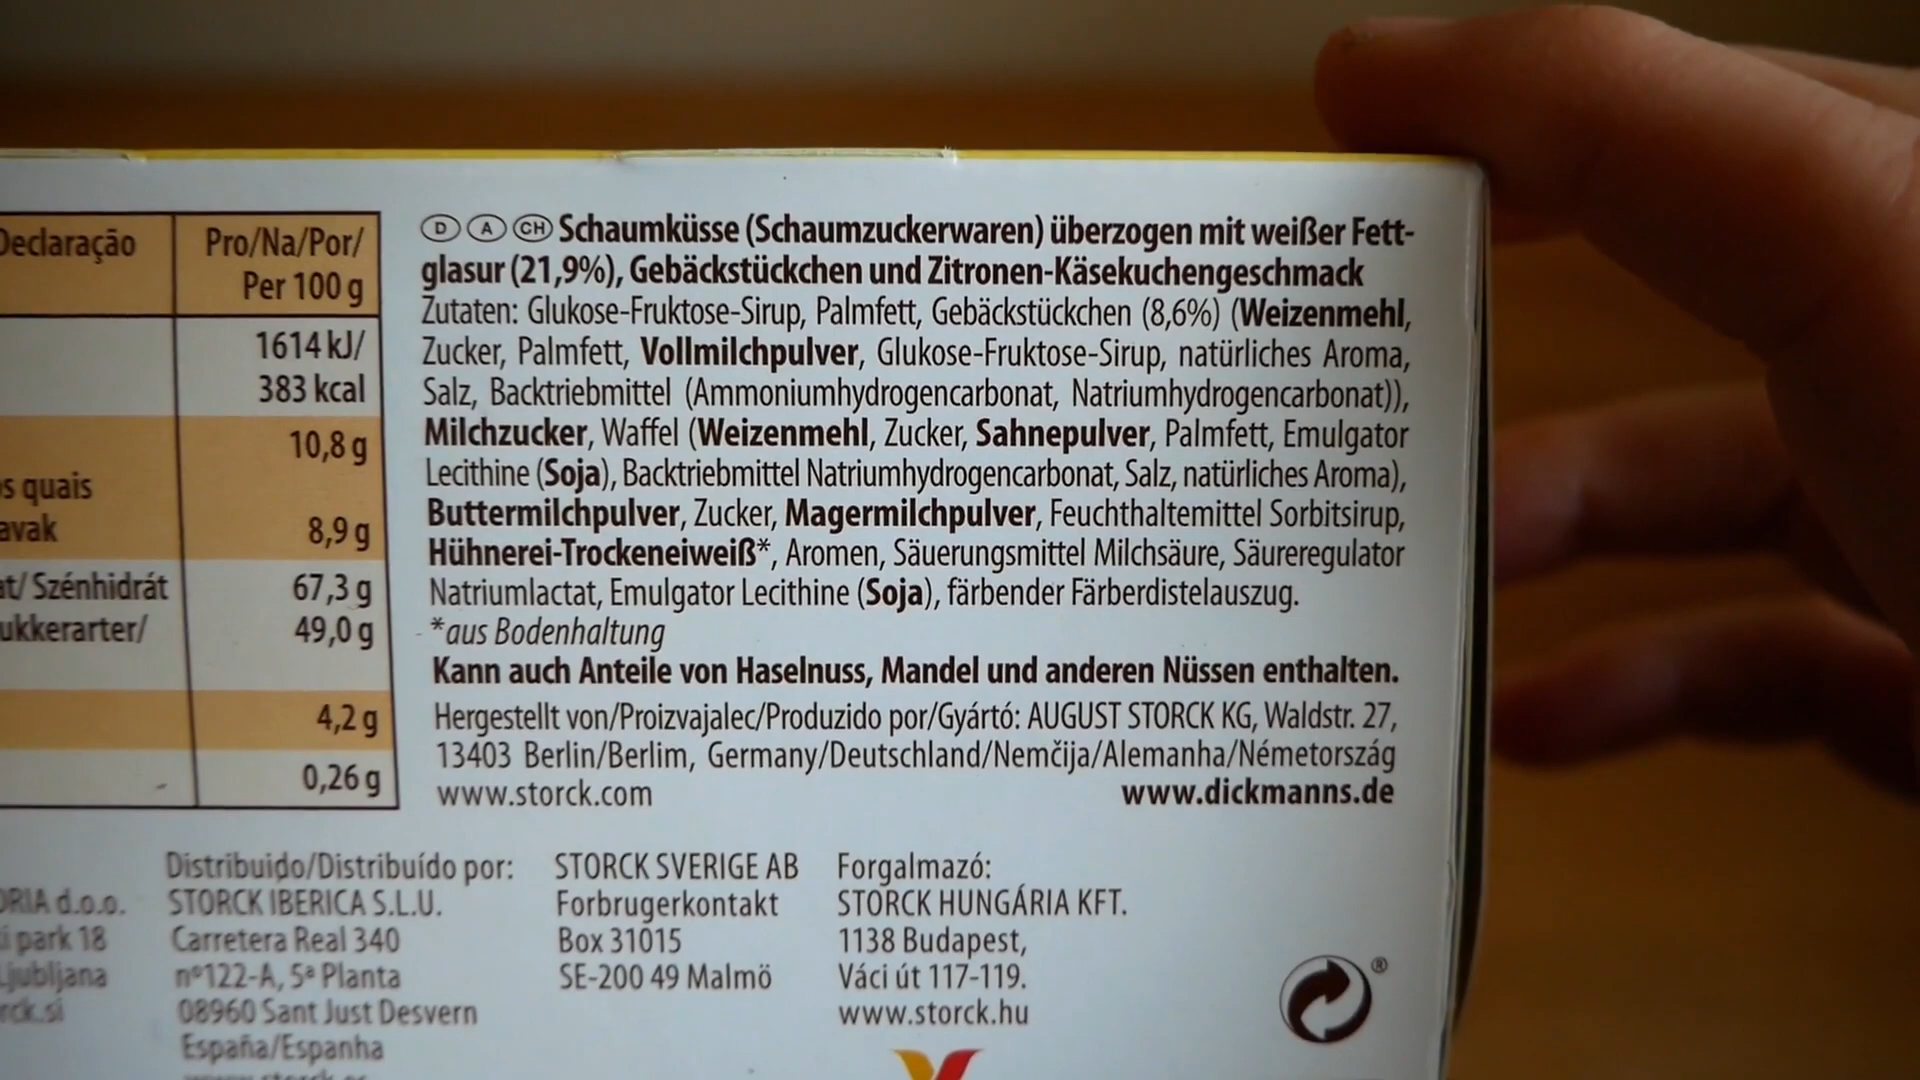 Declaração
Pro/Na/Por/
Per 100 g
1614 kJ/
383 kcal
10,8 g
quais
8,9 g
Szénhidrát
67,3 g
49,0 g
4,2 g
0,26 g
D A CH Schaumküsse (Schaumzuckerwaren) überzogen mit weißer Fett-
glasur (21,9%), Gebäckstückchen und Zitronen-Käsekuchengeschmack
Zutaten: Glukose-Fruktose-Sirup, Palmfett, Gebäckstückchen (8,6%) (Weizenmehl,
Zucker, Palmfett, Vollmilchpulver, Glukose-Fruktose-Sirup, natürliches Aroma,
Salz, Backtriebmittel (Ammoniumhydrogencarbonat, Natriumhydrogencarbonat)),
Milchzucker, Waffel (Weizenmehl, Zucker, Sahnepulver, Palmfett, Emulgator
Lecithine (Soja), Backtriebmittel Natriumhydrogencarbonat, Salz, natürliches Aroma),
Buttermilchpulver, Zucker, Magermilchpulver, Feuchthaltemittel Sorbitsirup,
Hühnerei-Trockeneiweiß*, Aromen, Säuerungsmittel Milchsäure, Säureregulator
Natriumlactat, Emulgator Lecithine (Soja), färbender Färberdistelauszug.
*aus Bodenhaltung
Kann auch Anteile von Haselnuss, Mandel und anderen Nüssen enthalten.
Hergestellt von/Proizvajalec/Produzido por/Gyártó: AUGUST STORCK KG, Waldstr. 27,
13403 Berlin/Berlim, Germany/Deutschland/Nemčija/Alemanha/Németország
www.storck.com www.dickmanns.de
d.o.o.
park 18
Ljubljana
Distribuido/Distribuído por:
STORCK IBERICA S.L.U.
Carretera Real 340
nº122-A, 5ª Planta
08960 Sant Just Desvern
España/Espanha
STORCK SVERIGE AB
Forbrugerkontakt
Box 31015
SE-200 49 Malmö
Forgalmazó:
STORCK HUNGÁRIA KFT.
1138 Budapest,
Váci út 117-119.
www.storck.hu
®